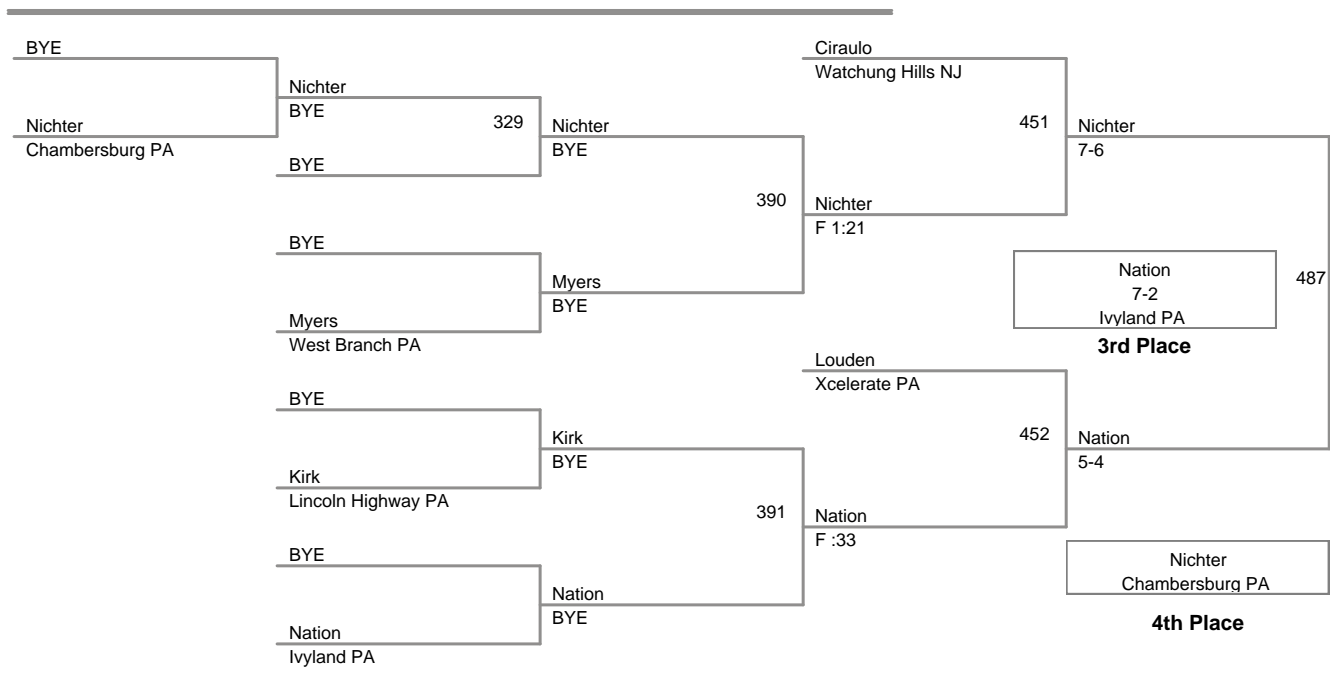 BYE
Nichter
Chambersburg PA
Nichter
BYE
329
BYE
BYE
Myers
West Branch PA
BYE
Kirk
Lincoln Highway PA
BYE
Nation
Ivyland PA
Nichter
BYE
390
Myers
BYE
Kirk
BYE
391
Nation
BYE
Ciraulo
Watchung Hills NJ
451
Nichter
F 1:21
Louden
Xcelerate PA
452
Nation
F :33
Nichter
7-6
487
Nation
5-4
Nation
7-2
Ivyland PA
3rd Place
Nichter
Chambersburg PA
4th Place